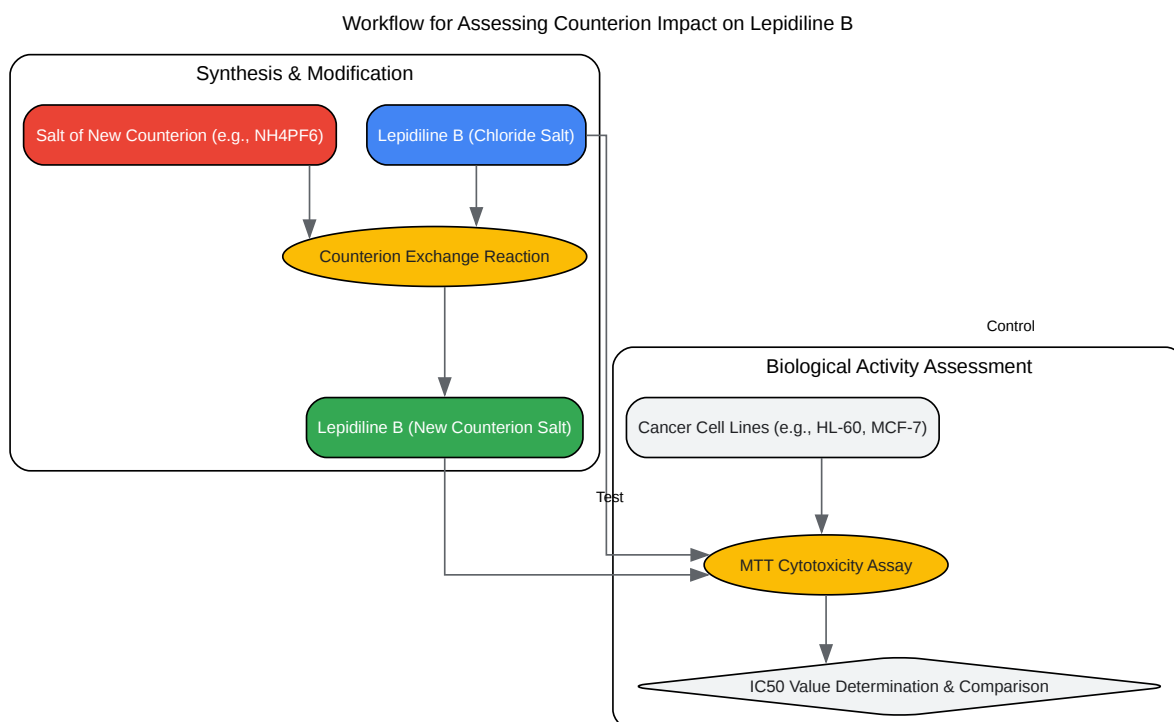 Workflow for Assessing Counterion Impact on Lepidiline B
Synthesis & Modification
Salt of New Counterion (e.g., NH4PF6)
Lepidiline B (Chloride Salt)
Counterion Exchange Reaction
Control
Biological Activity Assessment
Lepidiline B (New Counterion Salt)
Cancer Cell Lines (e.g., HL-60, MCF-7)
Test
MTT Cytotoxicity Assay
IC50 Value Determination & Comparison